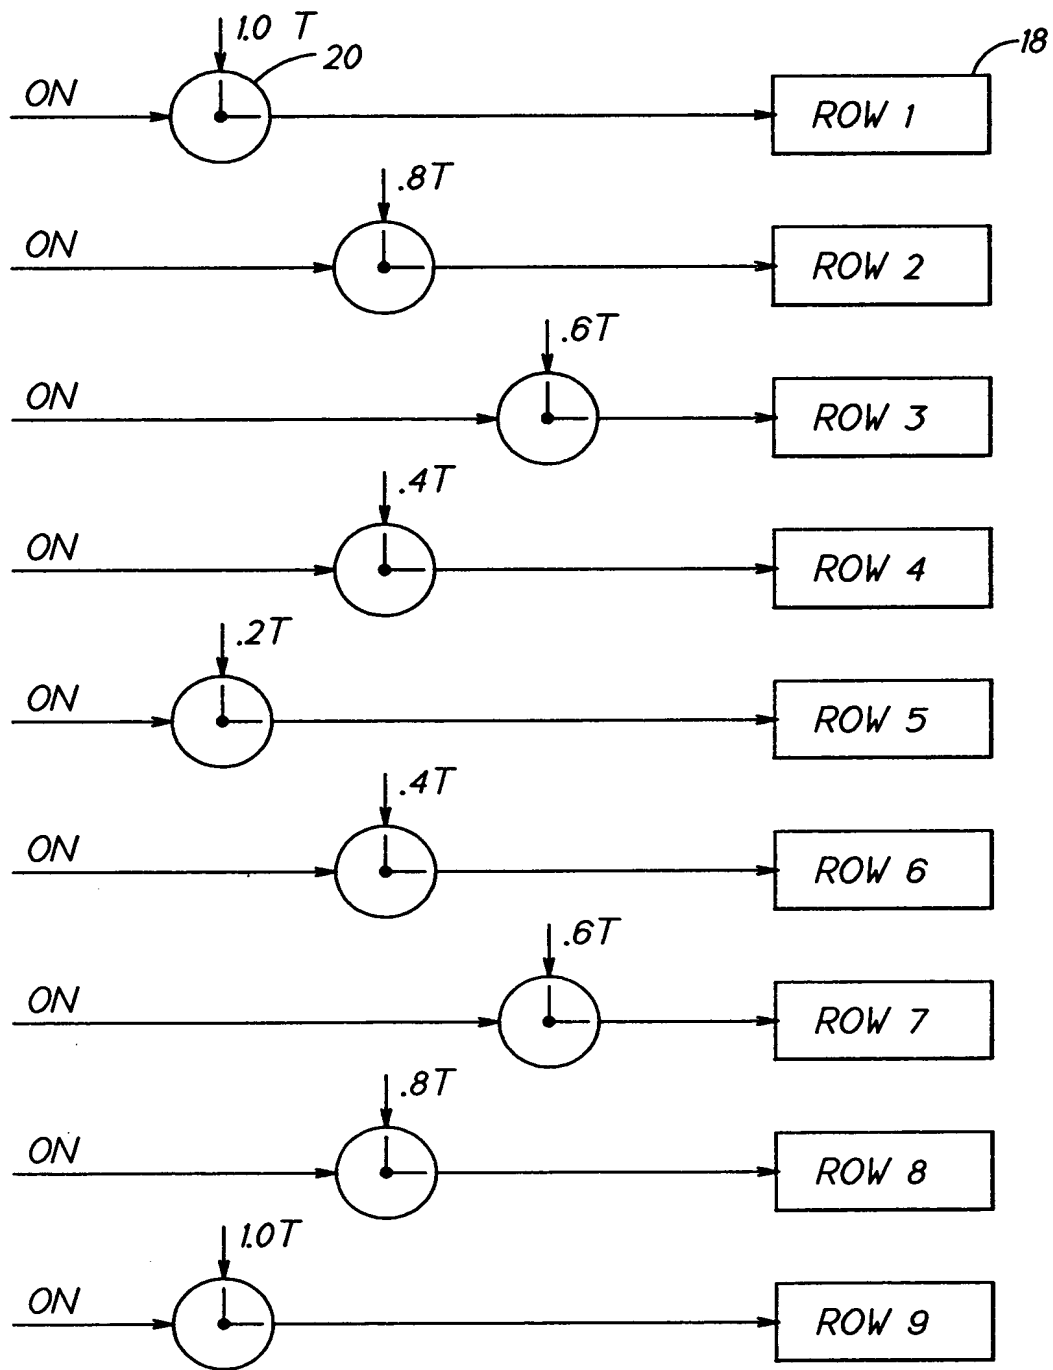 1.0 T
20
18
ON
ROW 1
.8T
ON
ROW 2
.6T
ON
ROW 3
.4T
ON
ROW 4
.2T
ON
ROW 5
.4T
ON
ROW 6
.6T
ON
ROW 7
.8T
ON
ROW 8
1.0T
ON
ROW 9